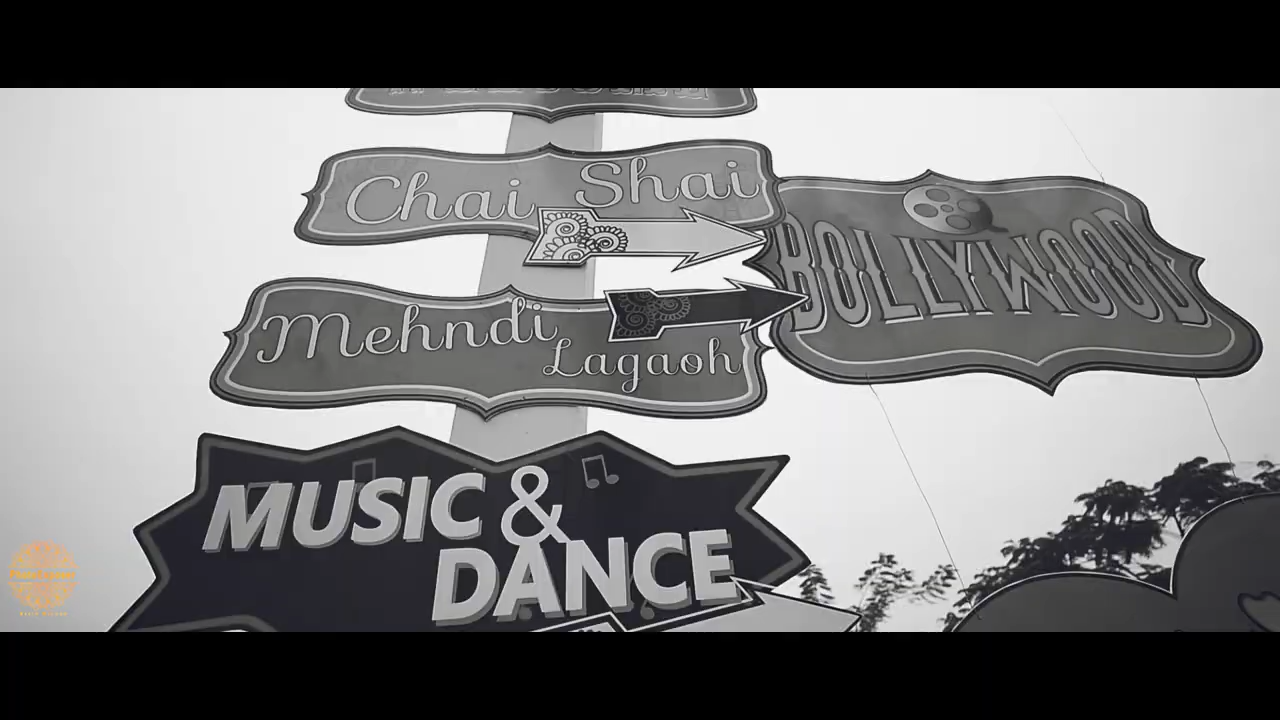 Chai Shai
BOLLYWOOD
Mehndi
Lagaoh
MUSIC &
DANCE